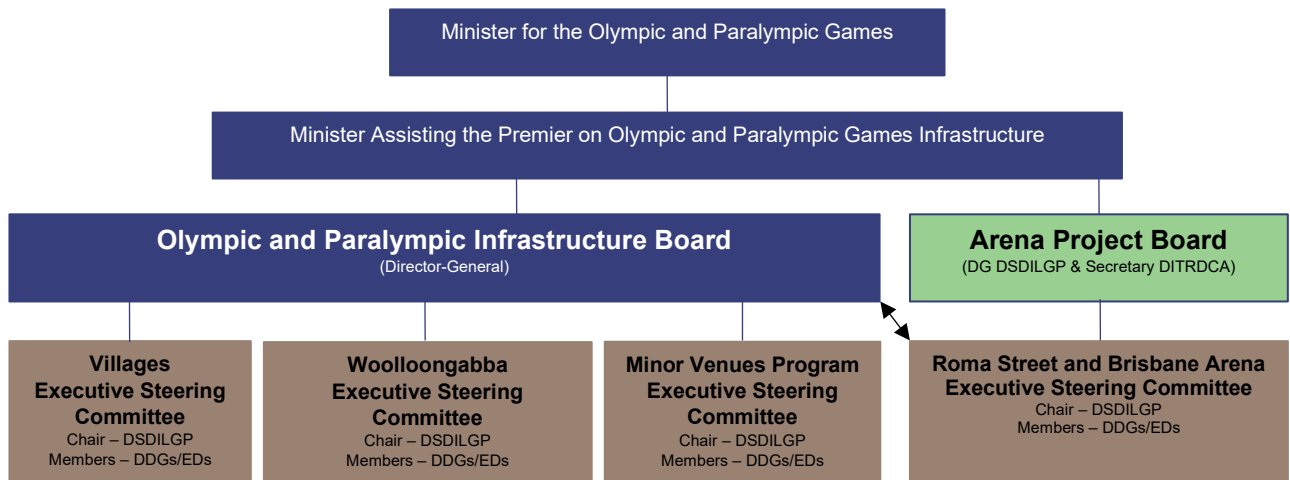 Minister for the Olympic and Paralympic Games
Minister Assisting the Premier on Olympic and Paralympic Games Infrastructure
Olympic and Paralympic Infrastructure Board
(Director-General)
Arena Project Board
(DG DSDILGP & Secretary DITRDCA)
Villages
Executive Steering
Committee
Chair – DSDILGP
Members – DDGs/EDs
Woolloongabba
Executive Steering
Committee
Chair – DSDILGP
Members – DDGs/EDs
Minor Venues Program
Executive Steering
Committee
Chair – DSDILGP
Members – DDGs/EDs
Roma Street and Brisbane Arena
Executive Steering Committee
Chair – DSDILGP
Members – DDGs/EDs